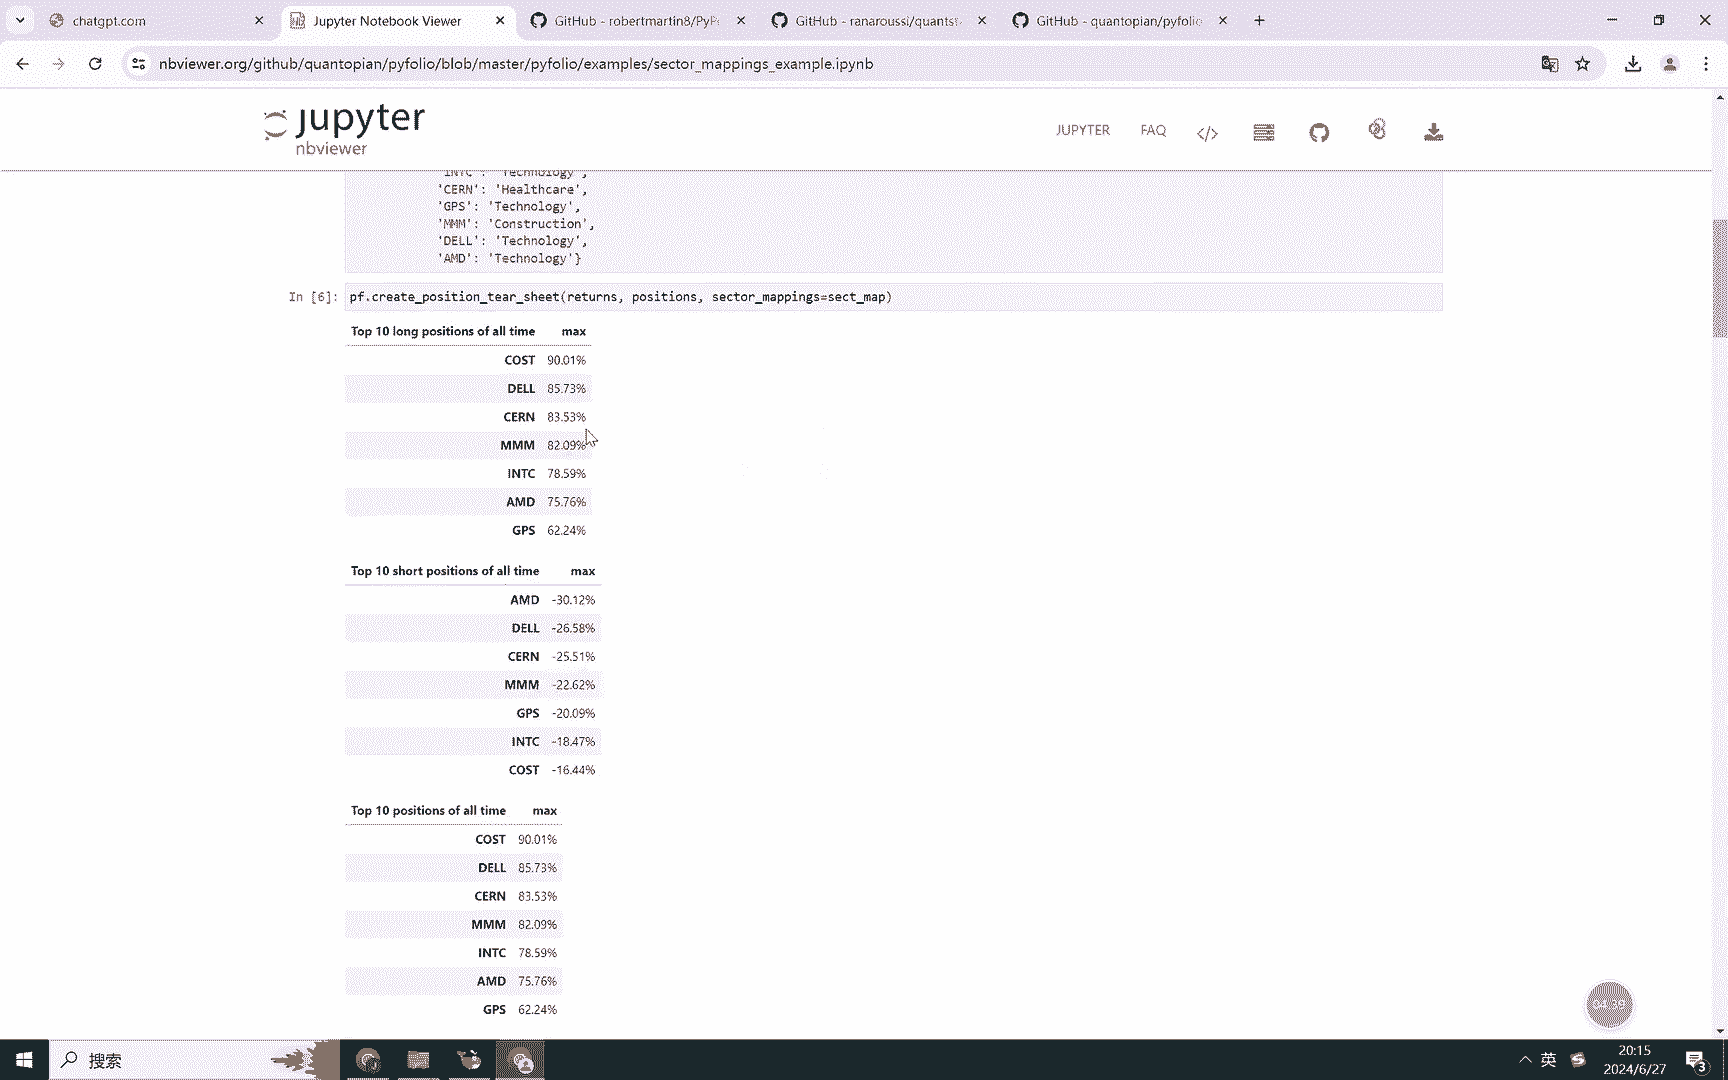 chatgpt.com
Jupyter Notebook Viewer
GitHub - robertmartin8/PyPo
GitHub - ranaroussi/quantst
GitHub - quantopian/pyfolio
nbviewer.org/github/quantopian/pyfolio/blob/master/pyfolio/examples/sector_mappings_example.ipynb
jupyter
nbviewer
JUPYTER
FAQ
'INTC': 'Technology',
'CERN': 'Healthcare',
'GPS': 'Technology',
'MMM': 'Construction',
'DELL': 'Technology',
'AMD': 'Technology'}
In [6]: pf.create_position_tear_sheet(returns, positions, sector_mappings=sect_map)
Top 10 long positions of all time max
COST 90.01%
DELL 85.73%
CERN 83.53%
MMM 82.09%
INTC 78.59%
AMD 75.76%
GPS 62.24%
Top 10 short positions of all time max
AMD -30.12%
DELL -26.58%
CERN -25.51%
MMM -22.62%
GPS -20.09%
INTC -18.47%
COST -16.44%
Top 10 positions of all time max
COST 90.01%
DELL 85.73%
CERN 83.53%
MMM 82.09%
INTC 78.59%
AMD 75.76%
GPS 62.24%
搜索
英
20:15
2024/6/27
3